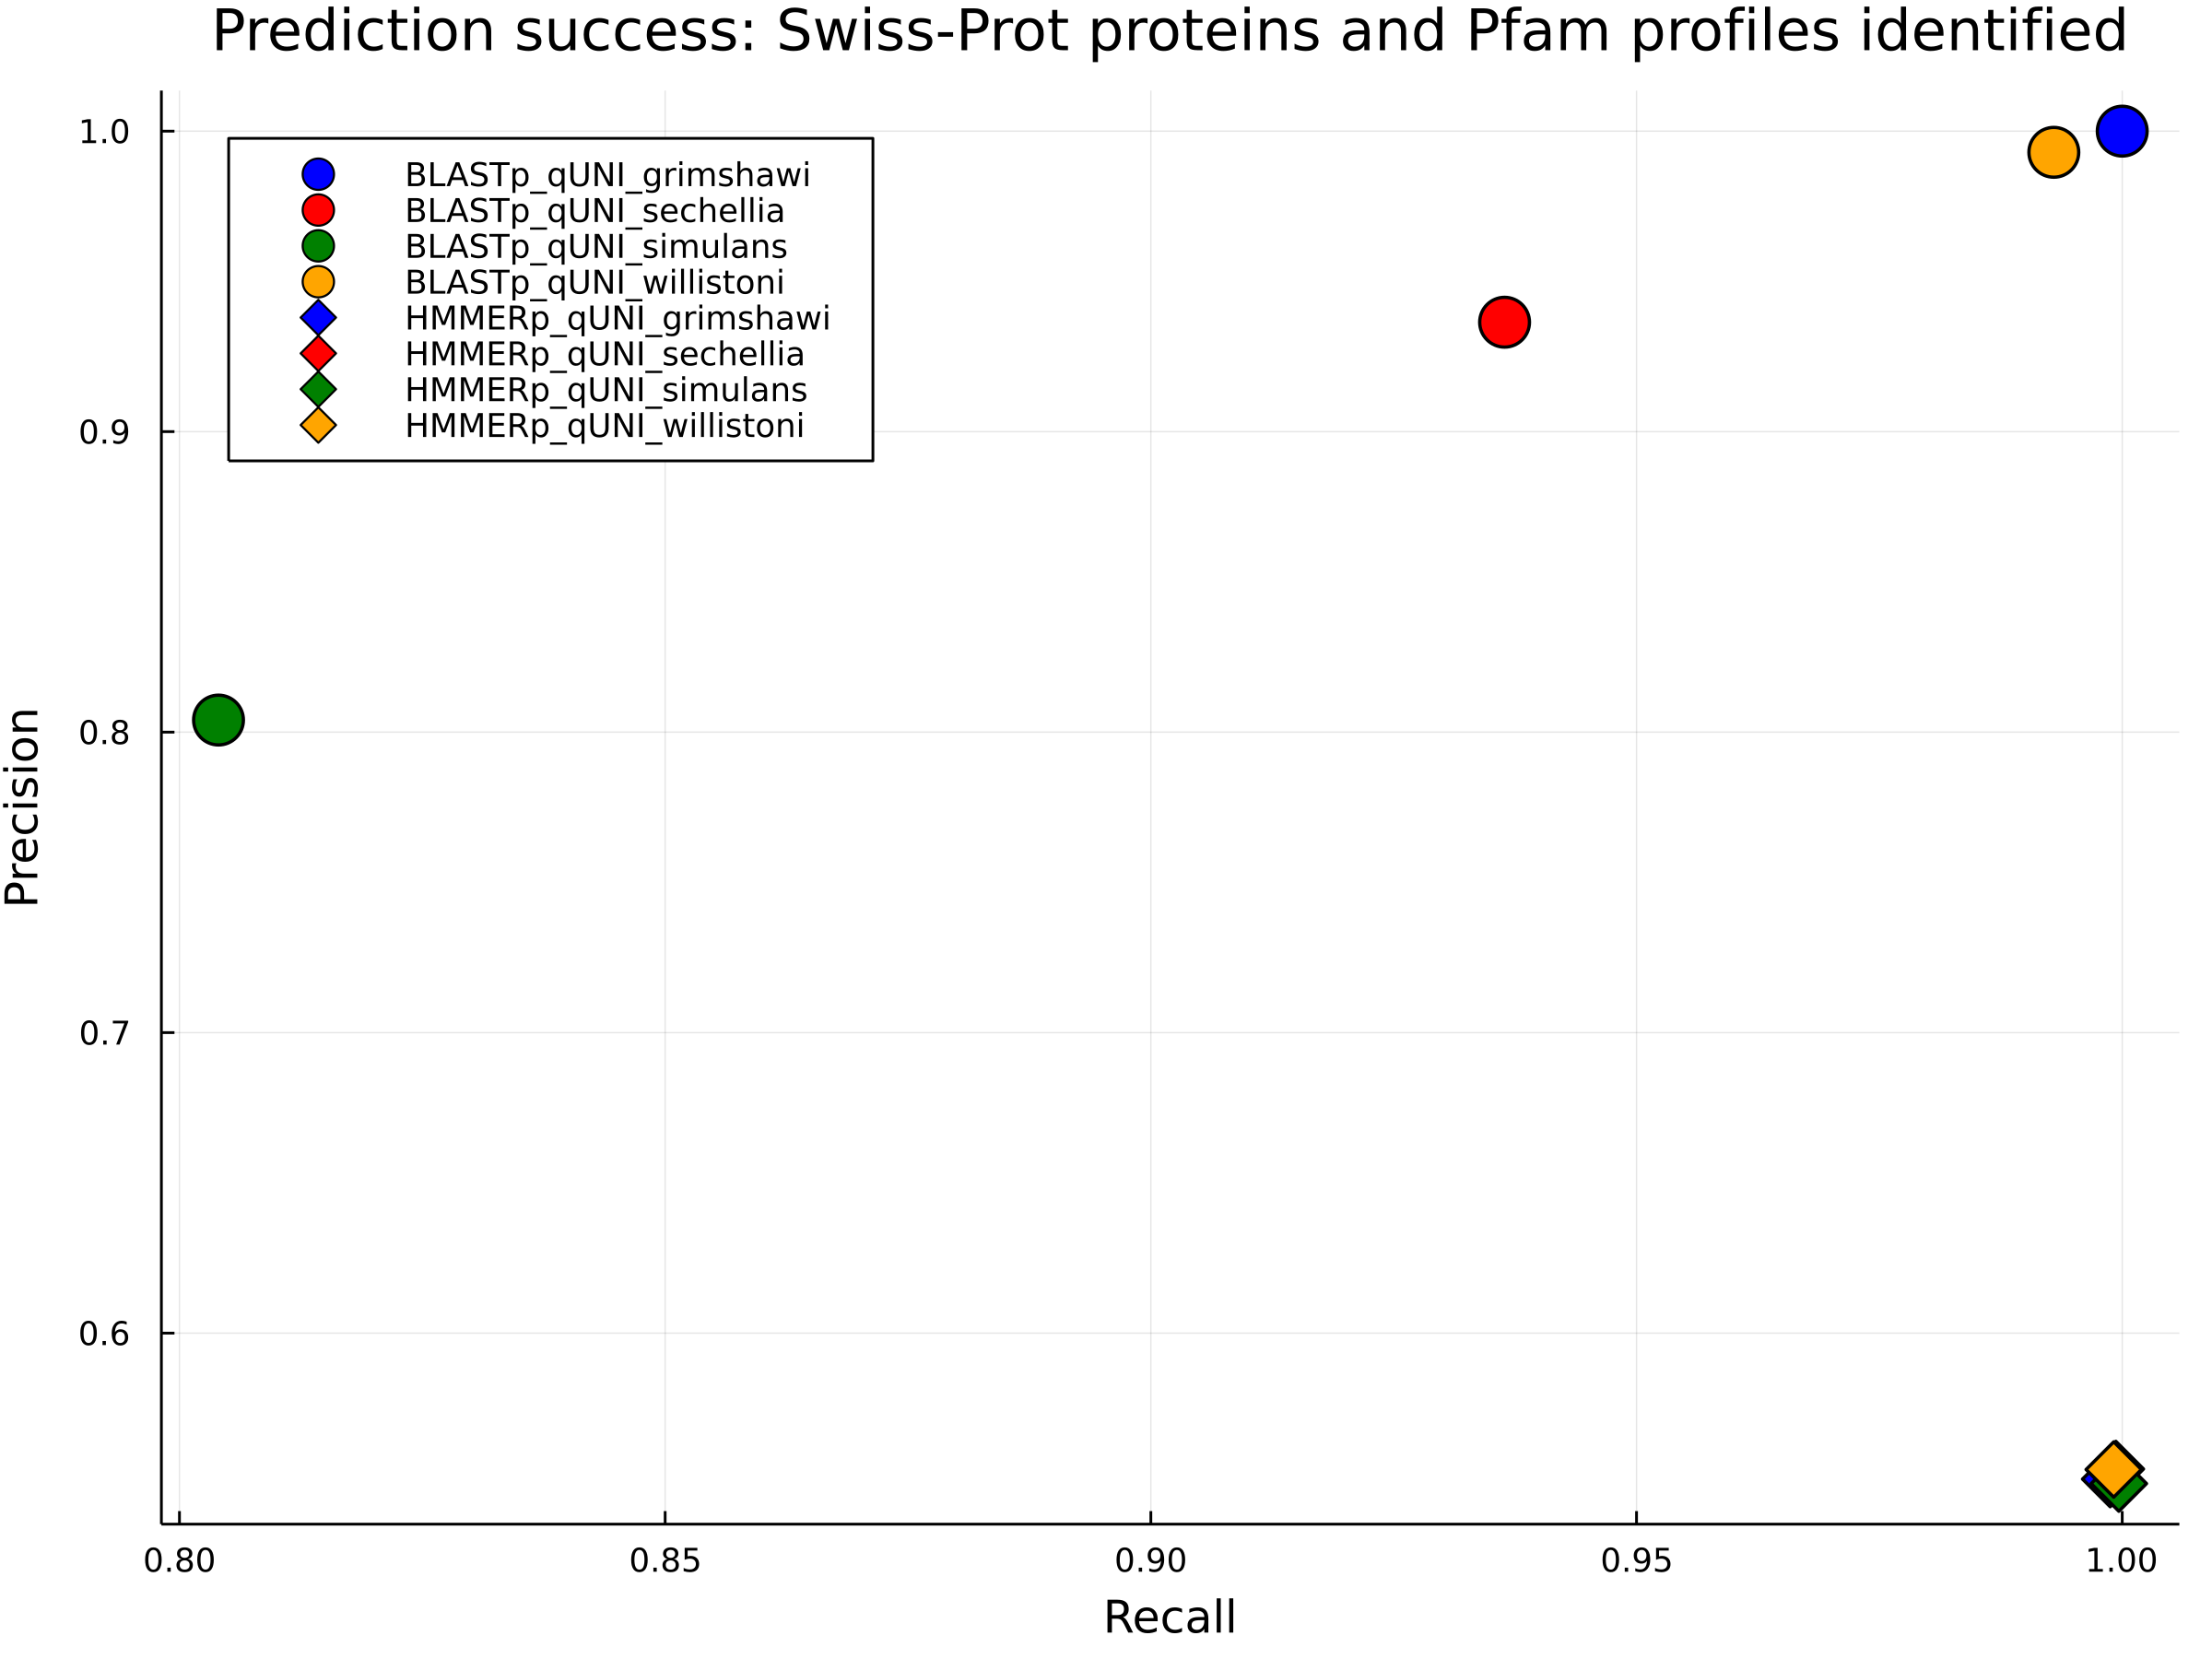 Prediction success: Swiss-Prot proteins and Pfam profiles identified
1.0
0.9
0.8
0.7
0.6
Precision
BLASTp_qUNI_grimshawi
BLASTp_qUNI_sechellia
BLASTp_qUNI_simulans
BLASTp_qUNI_willistoni
HMMERp_qUNI_grimshawi
HMMERp_qUNI_sechellia
HMMERp_qUNI_simulans
HMMERp_qUNI_willistoni
0.80 0.85 0.90 0.95 1.00
Recall